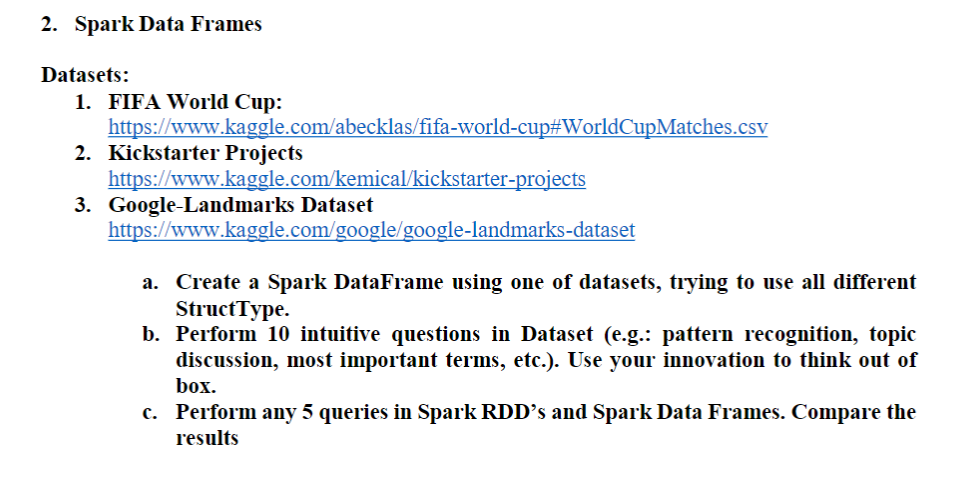 2. Spark Data Frames
Datasets:
1. FIFA World Cup:
https://www.kaggle.com/abecklas/fifa-world-cup#WorldCupMatches.csv
2. Kickstarter Projects
https://www.kaggle.com/kemical/kickstarter-projects
3. Google-Landmarks Dataset
https://www.kaggle.com/google/google-landmarks-dataset
a. Create a Spark DataFrame using one of datasets, trying to use all different
StructType.
b. Perform 10 intuitive questions in Dataset (e.g.: pattern recognition, topic
discussion, most important terms, etc.). Use your innovation to think out of
box.
c. Perform any 5 queries in Spark RDD’s and Spark Data Frames. Compare the
results